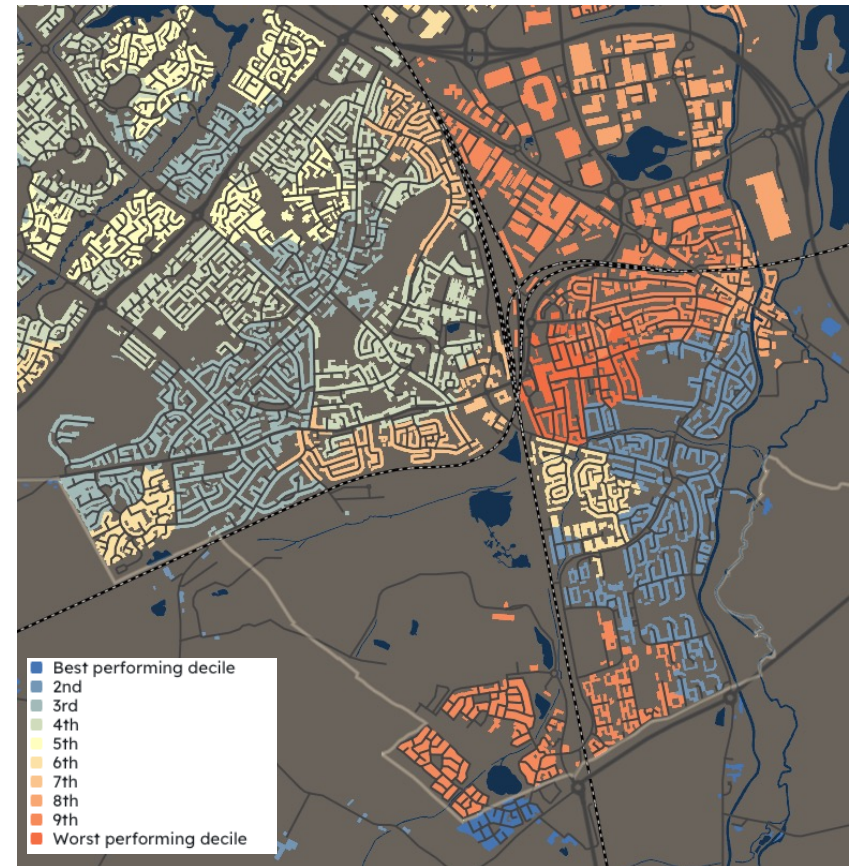 Best performing decile
2nd
3rd
4th
5th
6th
7th
8th
9th
Worst performing decile